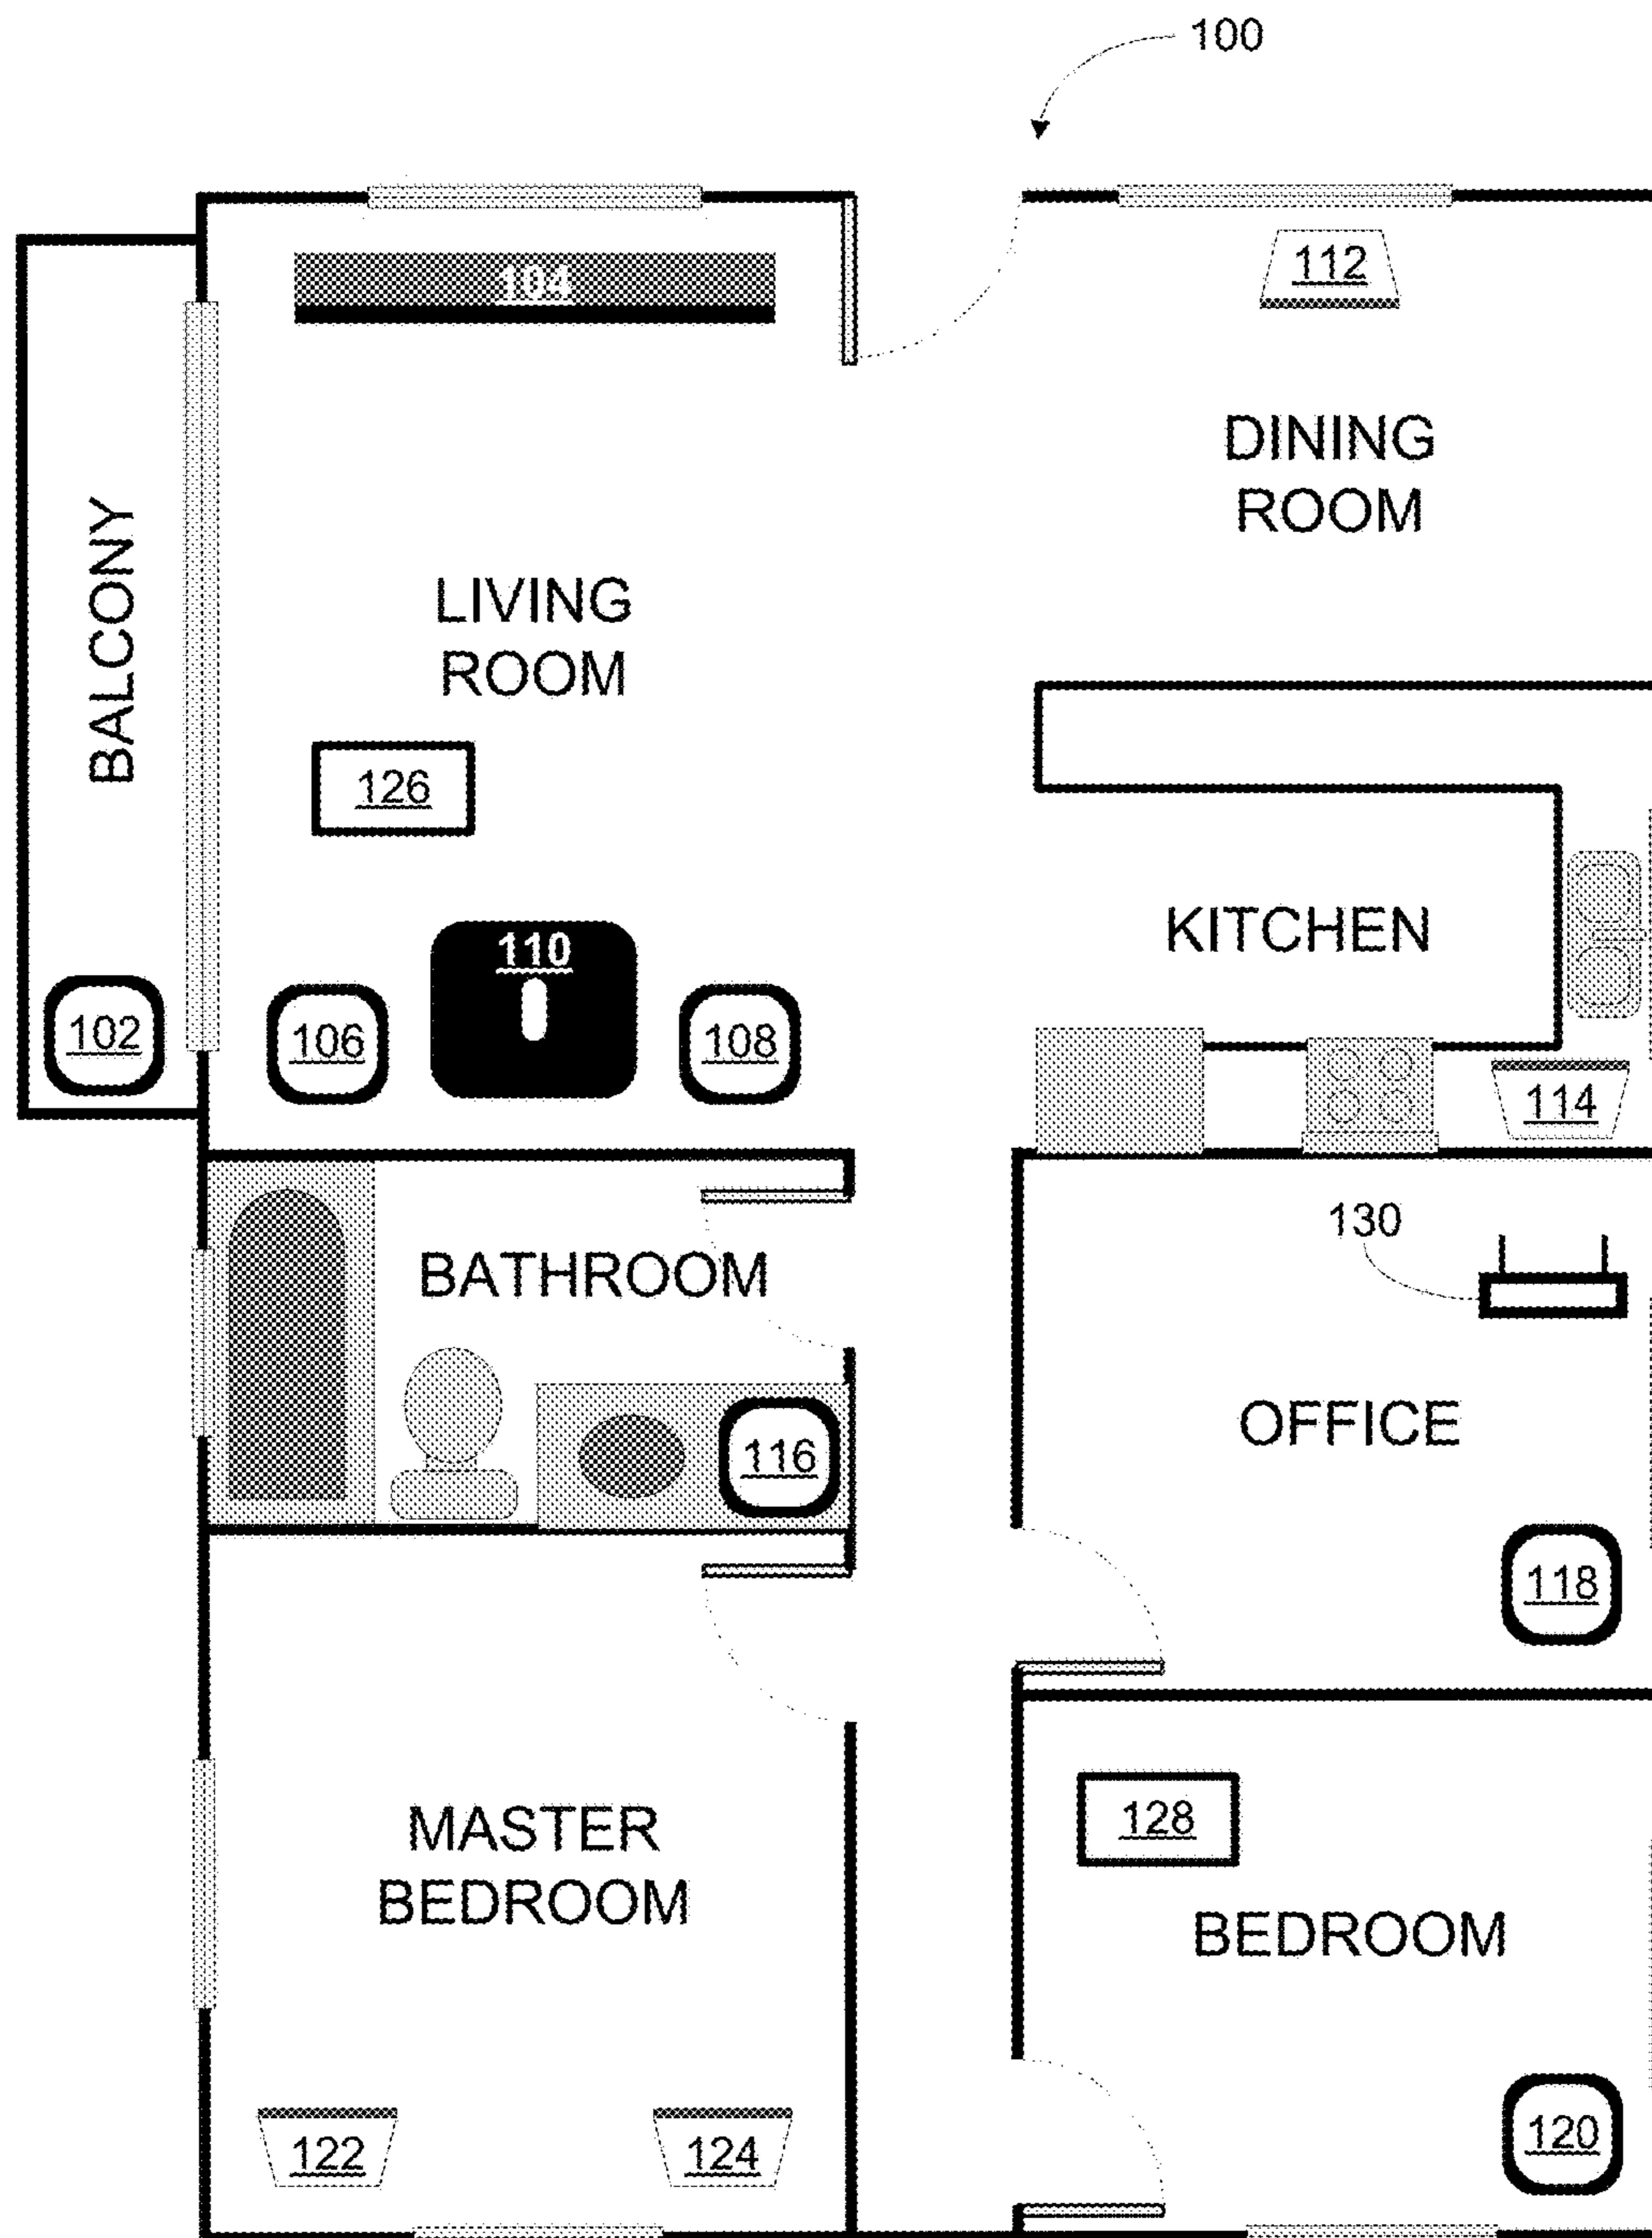 100
104
112
DINING
ROOM
BALCONY
LIVING
ROOM
126
KITCHEN
110
102
106
108
114
130
BATHROOM
OFFICE
116
118
MASTER
BEDROOM
128
BEDROOM
122
124
120